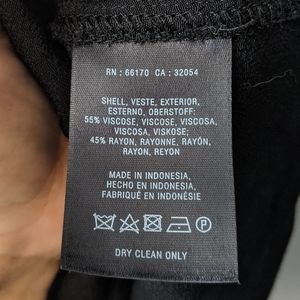 RN : 66170 CA : 32054
SHELL, VESTE, EXTERIOR,
ESTERNO, OBERSTOFF:
55% VISCOSE, VISCOSE, VISCOSA,
VISCOSA, VISKOSE;
45% RAYON, RAYONNE, RAYÓN,
RAYON, REYON
MADE IN INDONESIA,
HECHO EN INDONESIA,
FABRIQUÉ EN INDONÉSIE
P
DRY CLEAN ONLY